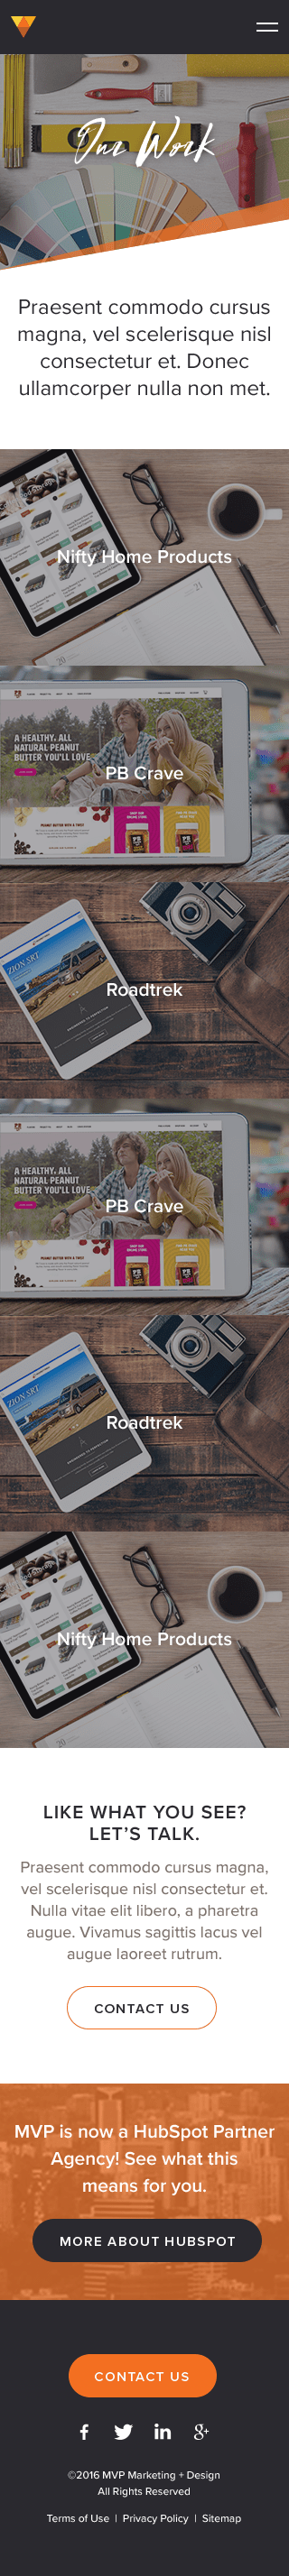 Our Work
Praesent commodo cursus
magna, vel scelerisque nisl
consectetur et. Donec
ullamcorper nulla non met.
Nifty Home Products
A HEALTHY, ALL
NATURAL PEANUT
BUTTER YOU'LL LOVE
PB Crave
ZION SRT
Roadtrek
A HEALTHY, ALL
NATURAL PEANUT
BUTTER YOU'LL LOVE
PB Crave
ZION SRT
Roadtrek
Nifty Home Products
LIKE WHAT YOU SEE?
LET’S TALK.
Praesent commodo cursus magna,
vel scelerisque nisl consectetur et.
Nulla vitae elit libero, a pharetra
augue. Vivamus sagittis lacus vel
augue laoreet rutrum.
CONTACT US
MVP is now a HubSpot Partner
Agency! See what this
means for you.
MORE ABOUT HUBSPOT
CONTACT US
©2016 MVP Marketing + Design
All Rights Reserved
Terms of Use | Privacy Policy | Sitemap